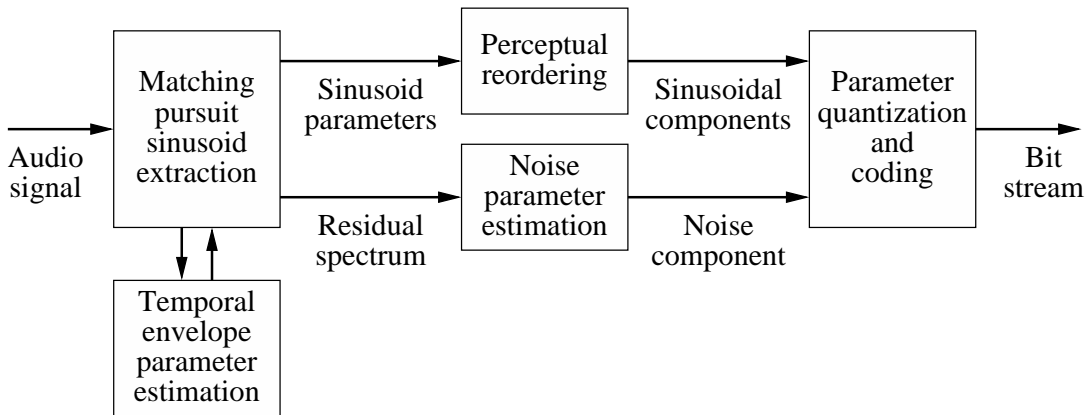 Audio
signal
Matching
pursuit
sinusoid
extraction
Temporal
envelope
parameter
estimation
Sinusoid
parameters
Perceptual
reordering
Sinusoidal
components
Residual
spectrum
Noise
parameter
estimation
Noise
component
Parameter
quantization
and
coding
Bit
stream